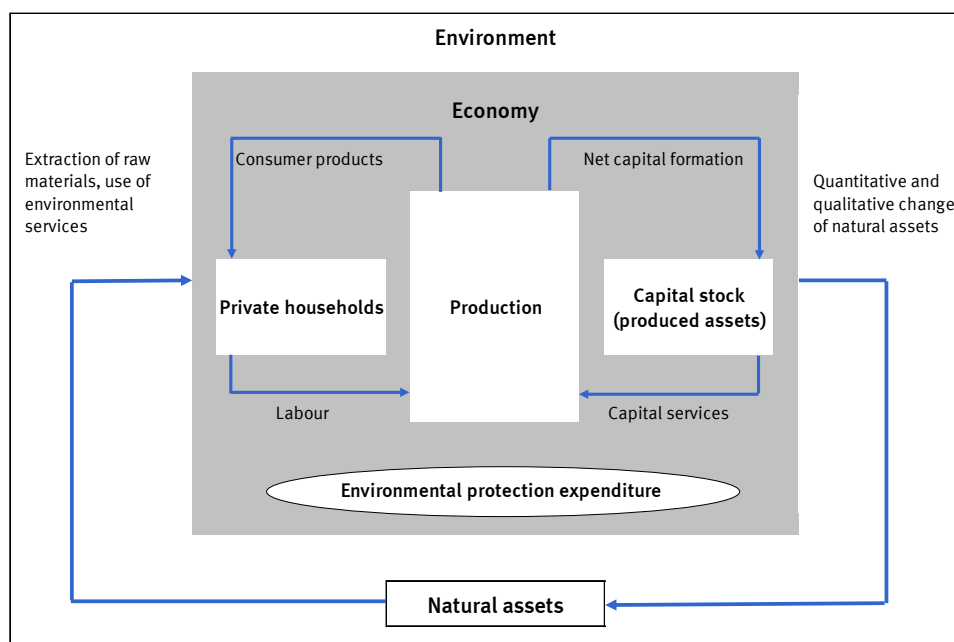 Environment
Economy
Extraction of raw
materials, use of
environmental
services
Consumer products
Net capital formation
Quantitative and
qualitative change
of natural assets
Private households
Production
Capital stock
(produced assets)
Labour
Capital services
Environmental protection expenditure
Natural assets